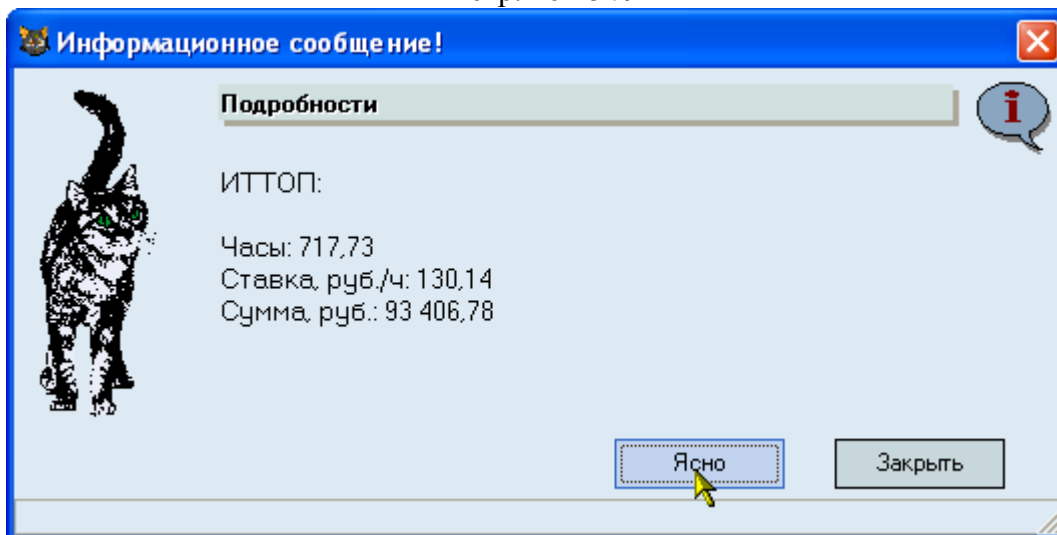 Информационное сообщение!
Подробности
ИТТОП:
Часы: 717,73
Ставка, руб./ч: 130,14
Сумма, руб.: 93 406,78
Ясно
Закрыть